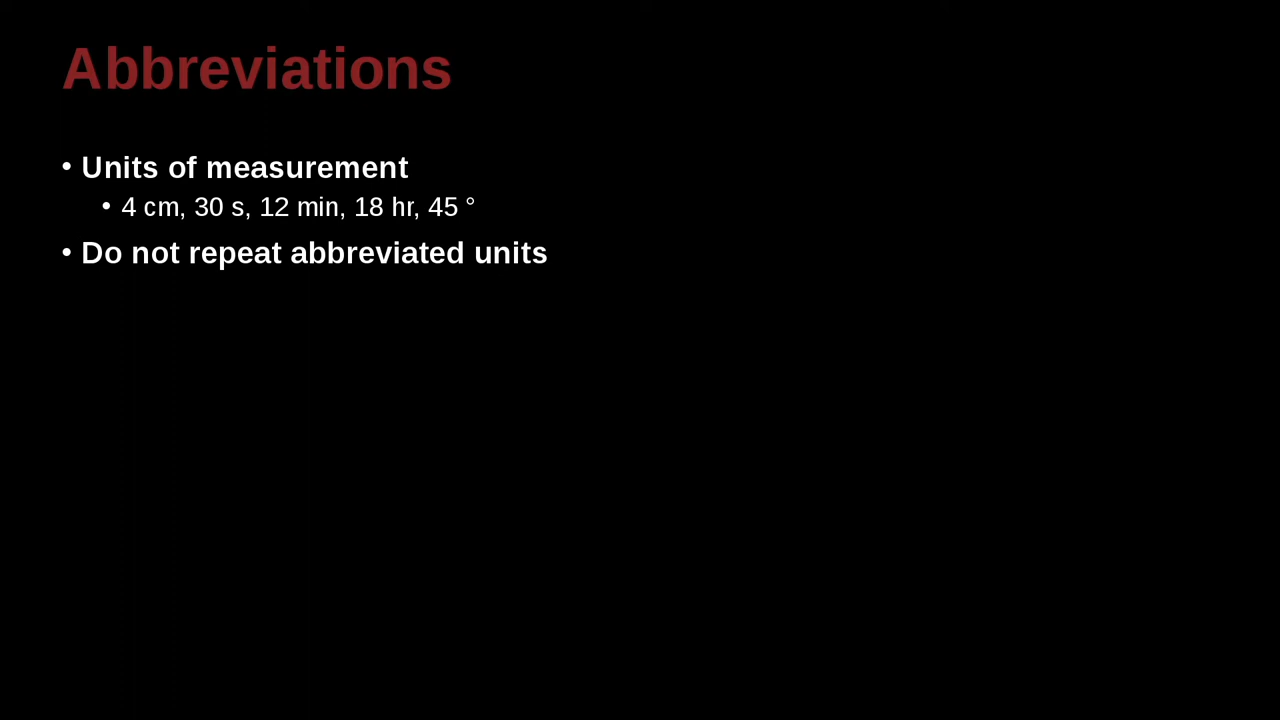 Abbreviations
• Units of measurement
• 4 cm, 30 s, 12 min, 18 hr, 45 °
• Do not repeat abbreviated units